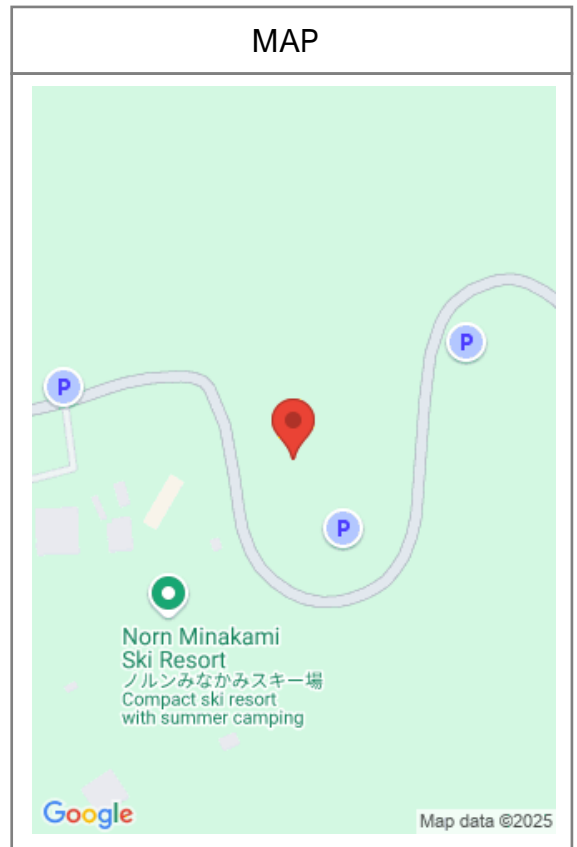 MAP
P
P
P
Norn Minakami
Ski Resort
ノルンみなかみスキー場
Compact ski resort
with summer camping
Google
Map data ©2025